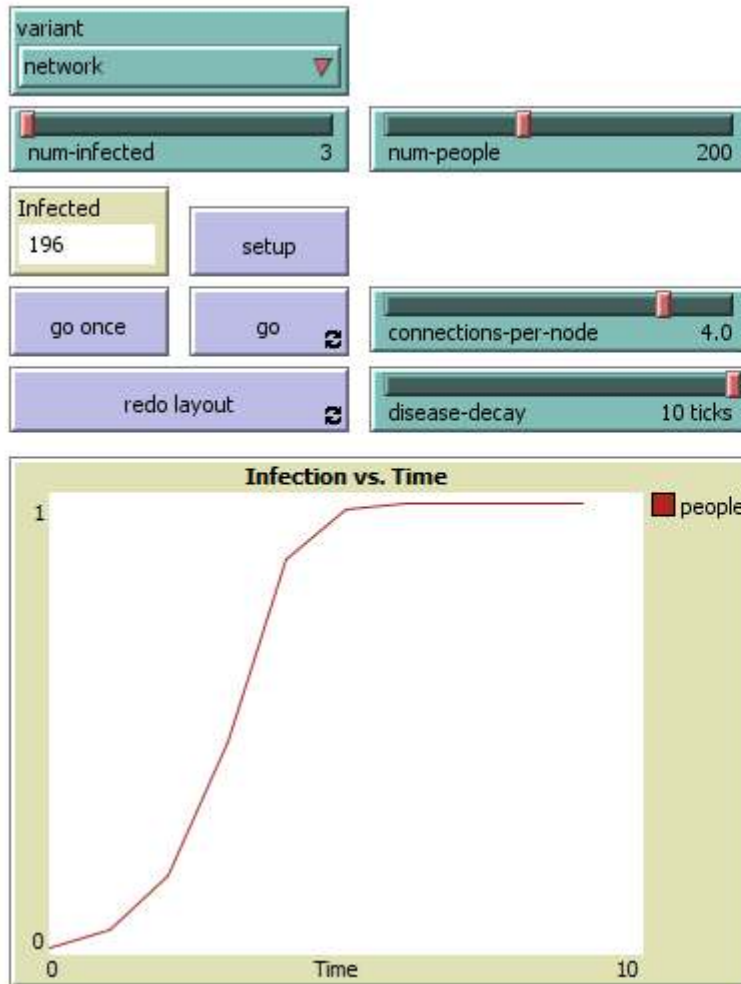 variant
network
num-infected 3
num-people 200
Infected
196
setup
go once
go
connections-per-node 4.0
redo layout
disease-decay 10 ticks
Infection vs. Time
1
people
0
0 Time 10